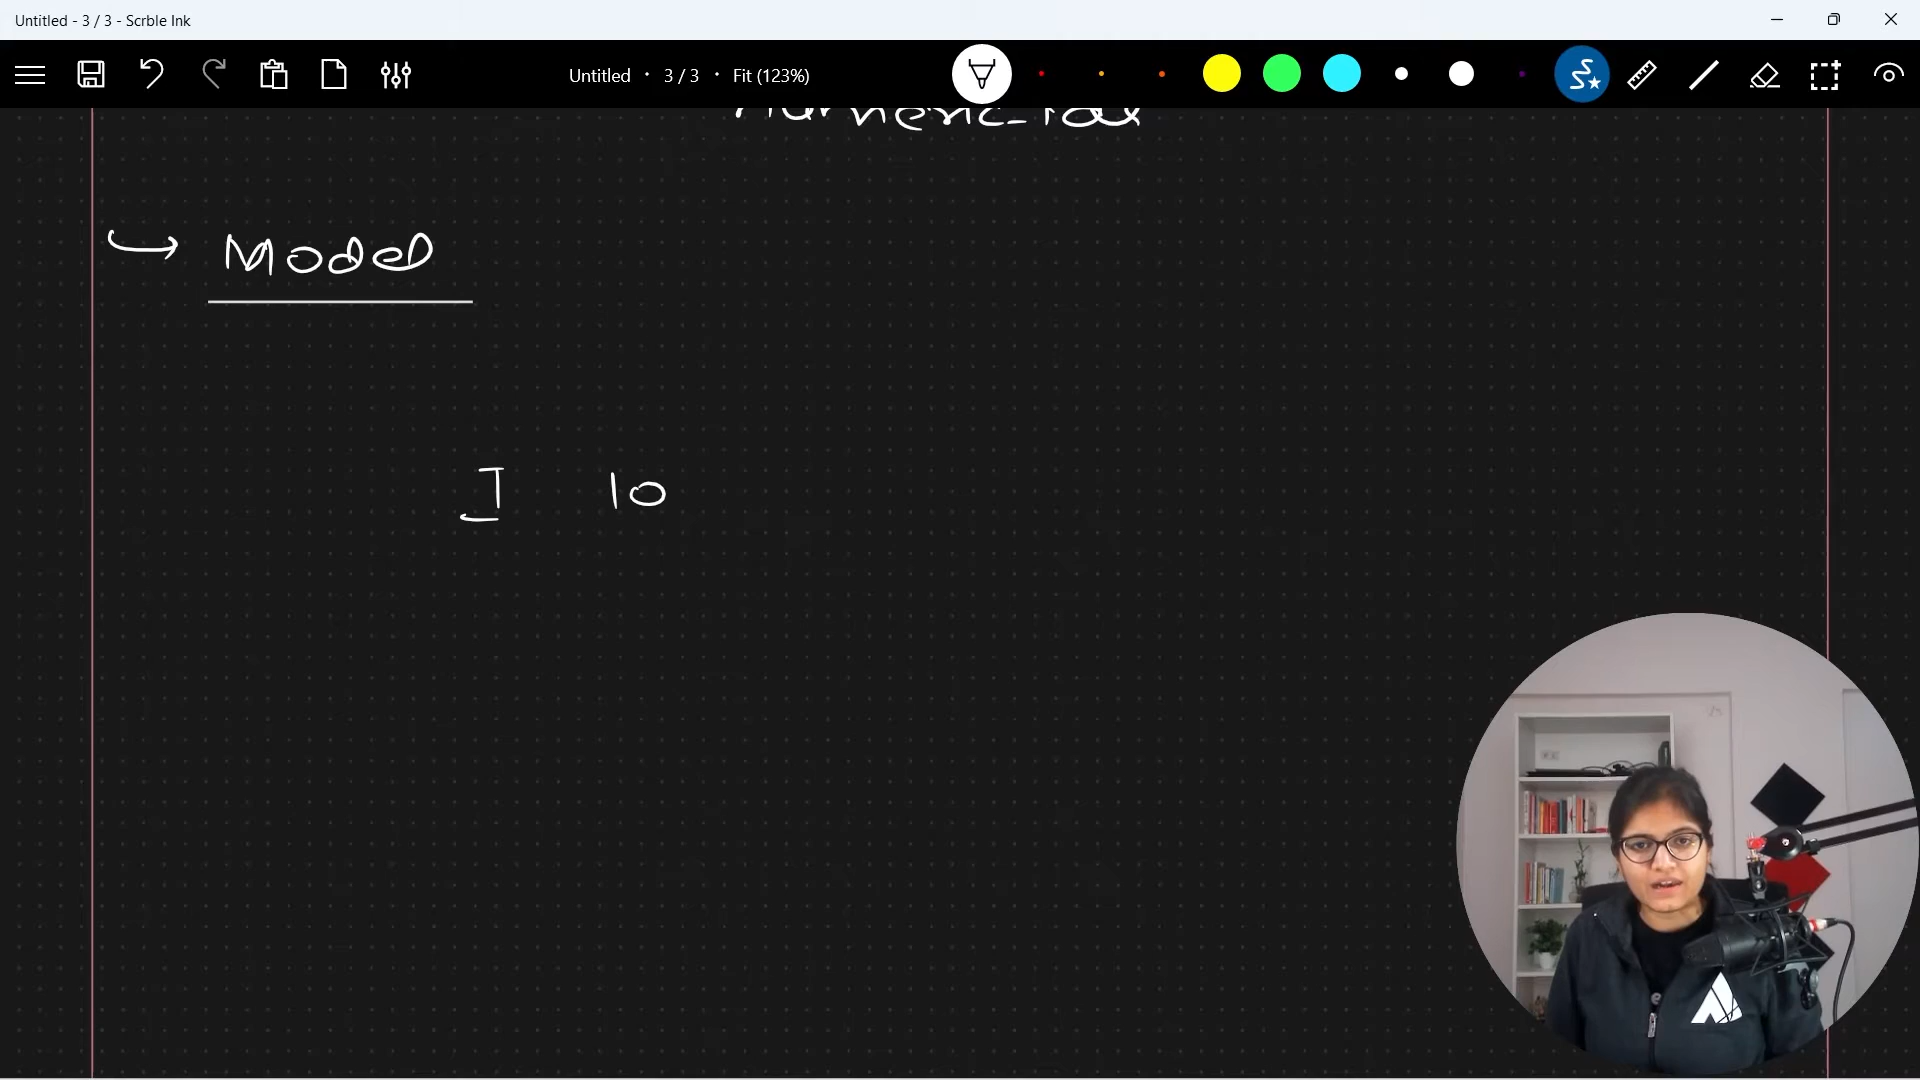 Untitled - 3 / 3 - Scrble Ink
Untitled • 3 / 3 • Fit (123%)
Model
I 10